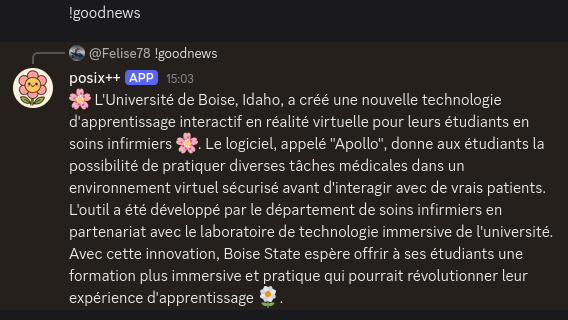 !goodnews
@Felise78 !goodnews
posix++ APP 15:03
🌸 L'Université de Boise, Idaho, a créé une nouvelle technologie
d'apprentissage interactif en réalité virtuelle pour leurs étudiants en
soins infirmiers 🌸. Le logiciel, appelé "Apollo", donne aux étudiants la
possibilité de pratiquer diverses tâches médicales dans un
environnement virtuel sécurisé avant d'interagir avec de vrais patients.
L'outil a été développé par le département de soins infirmiers en
partenariat avec le laboratoire de technologie immersive de l'université.
Avec cette innovation, Boise State espère offrir à ses étudiants une
formation plus immersive et pratique qui pourrait révolutionner leur
expérience d'apprentissage 🌼.